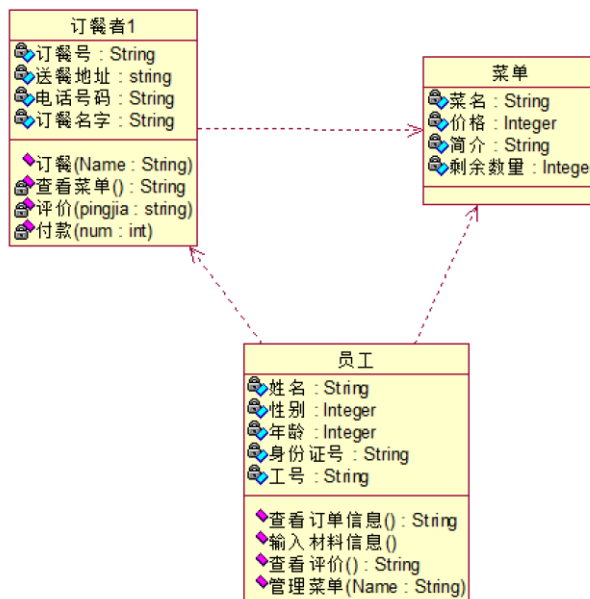 订餐者1
订餐号 : String
送餐地址 : string
电话号码 : String
订餐名字 : String
订餐(Name : String)
查看菜单() : String
评价(pingjia : string)
付款(num : int)
菜单
菜名 : String
价格 : Integer
简介 : String
剩余数量 : Intege
员工
姓名 : String
性别 : Integer
年龄 : Integer
身份证号 : String
工号 : String
查看订单信息() : String
输入材料信息()
查看评价() : String
管理菜单(Name : String)